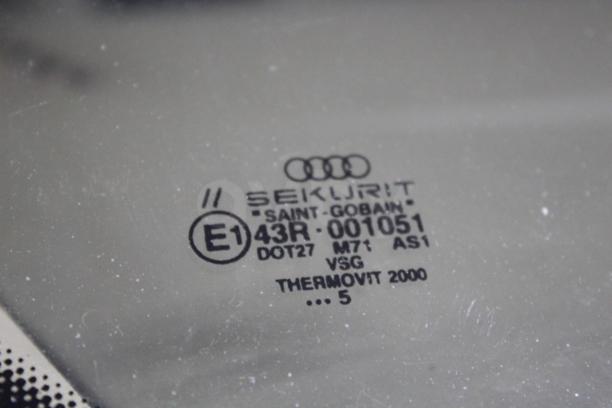 // SEKURIT
"SAINT-GOBAIN"
E1 43R-001051
DOT27 M71 AS1
VSG
THERMOVIT 2000
... 5